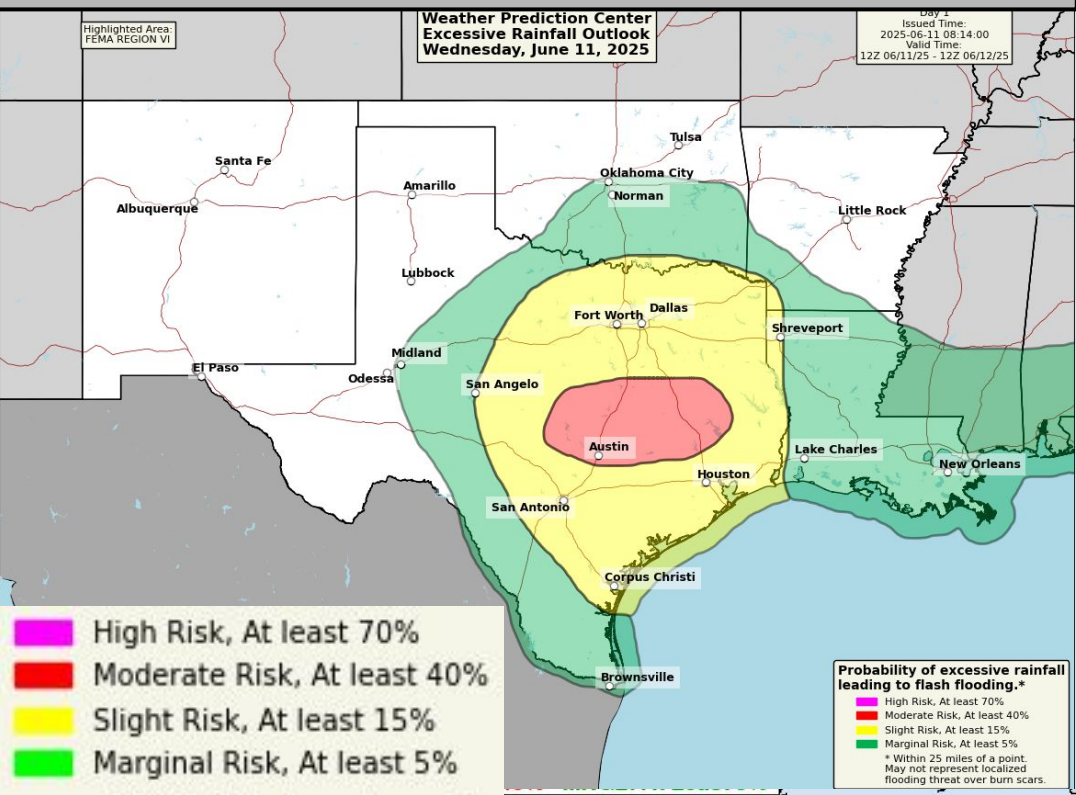 Highlighted Area:
FEMA REGION VI
Weather Prediction Center
Excessive Rainfall Outlook
Wednesday, June 11, 2025
Day 1
Issued Time:
2025-06-11 08:14:00
Valid Time:
12Z 06/11/25 - 12Z 06/12/25
Tulsa
Santa Fe
Oklahoma City
Amarillo
Norman
Albuquerque
Little Rock
Lubbock
Dallas
Fort Worth
Shreveport
Midland
El Paso
Odessa
San Angelo
Austin
Lake Charles
New Orleans
Houston
San Antonio
Corpus Christi
Brownsville
High Risk, At least 70%
Moderate Risk, At least 40%
Slight Risk, At least 15%
Marginal Risk, At least 5%
Probability of excessive rainfall
leading to flash flooding.*
High Risk, At least 70%
Moderate Risk, At least 40%
Slight Risk, At least 15%
Marginal Risk, At least 5%
* Within 25 miles of a point.
May not represent localized
flooding threat over burn scars.